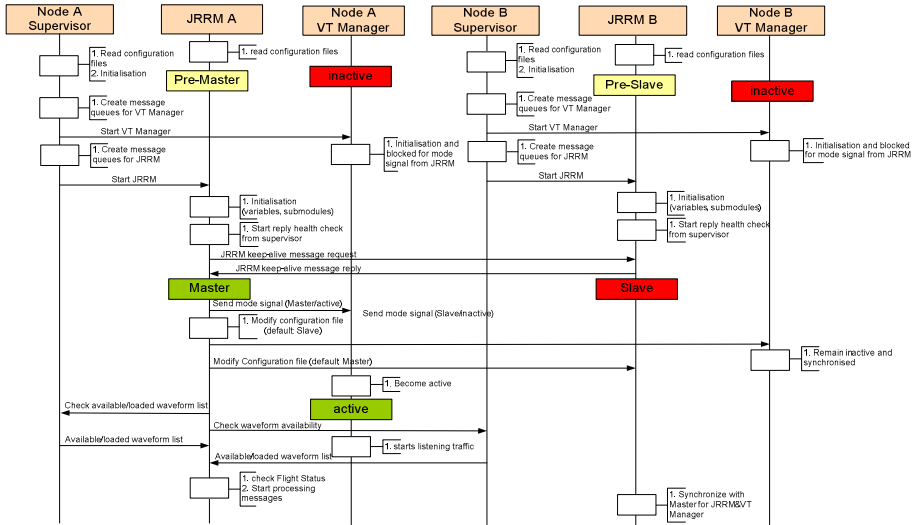 Node A
Supervisor
JRRM A
Node A
VT Manager
Node B
Supervisor
JRRM B
Node B
VT Manager
1. Read configuration
files
2. Initialisation
1. read configuration files
1. Read configuration
files
2. Initialisation
1. read configuration files
Pre-Master
inactive
Pre-Slave
inactive
1. Create message
queues for VT Manager
1. Create message
queues for VT Manager
Start VT Manager
Start VT Manager
1. Create message
queues for JRRM
1. Initialisation and
blocked for mode
signal from JRRM
1. Create message
queues for JRRM
1. Initialisation and blocked
for mode signal from JRRM
Start JRRM
Start JRRM
1. Initialisation
(variables, submodules)
1. Initialisation
(variables, submodules)
1. Start reply health check
from supervisor
1. Start reply health check
from supervisor
JRRM keep-alive message request
JRRM keep-alive message reply
Master
Slave
Send mode signal (Master/active)
Send mode signal (Slave/inactive)
1. Modify configuration file
(default: Slave)
1. Remain inactive and
synchronised
Modify Configuration file (default: Master)
1. Become active
Check available/loaded waveform list
active
Check waveform availability
Available/loaded waveform list
1. starts listening traffic
Available/loaded waveform list
1. check Flight Status
2. Start processing
messages
1. Synchronize with
Master for JRRM&VT
Manager